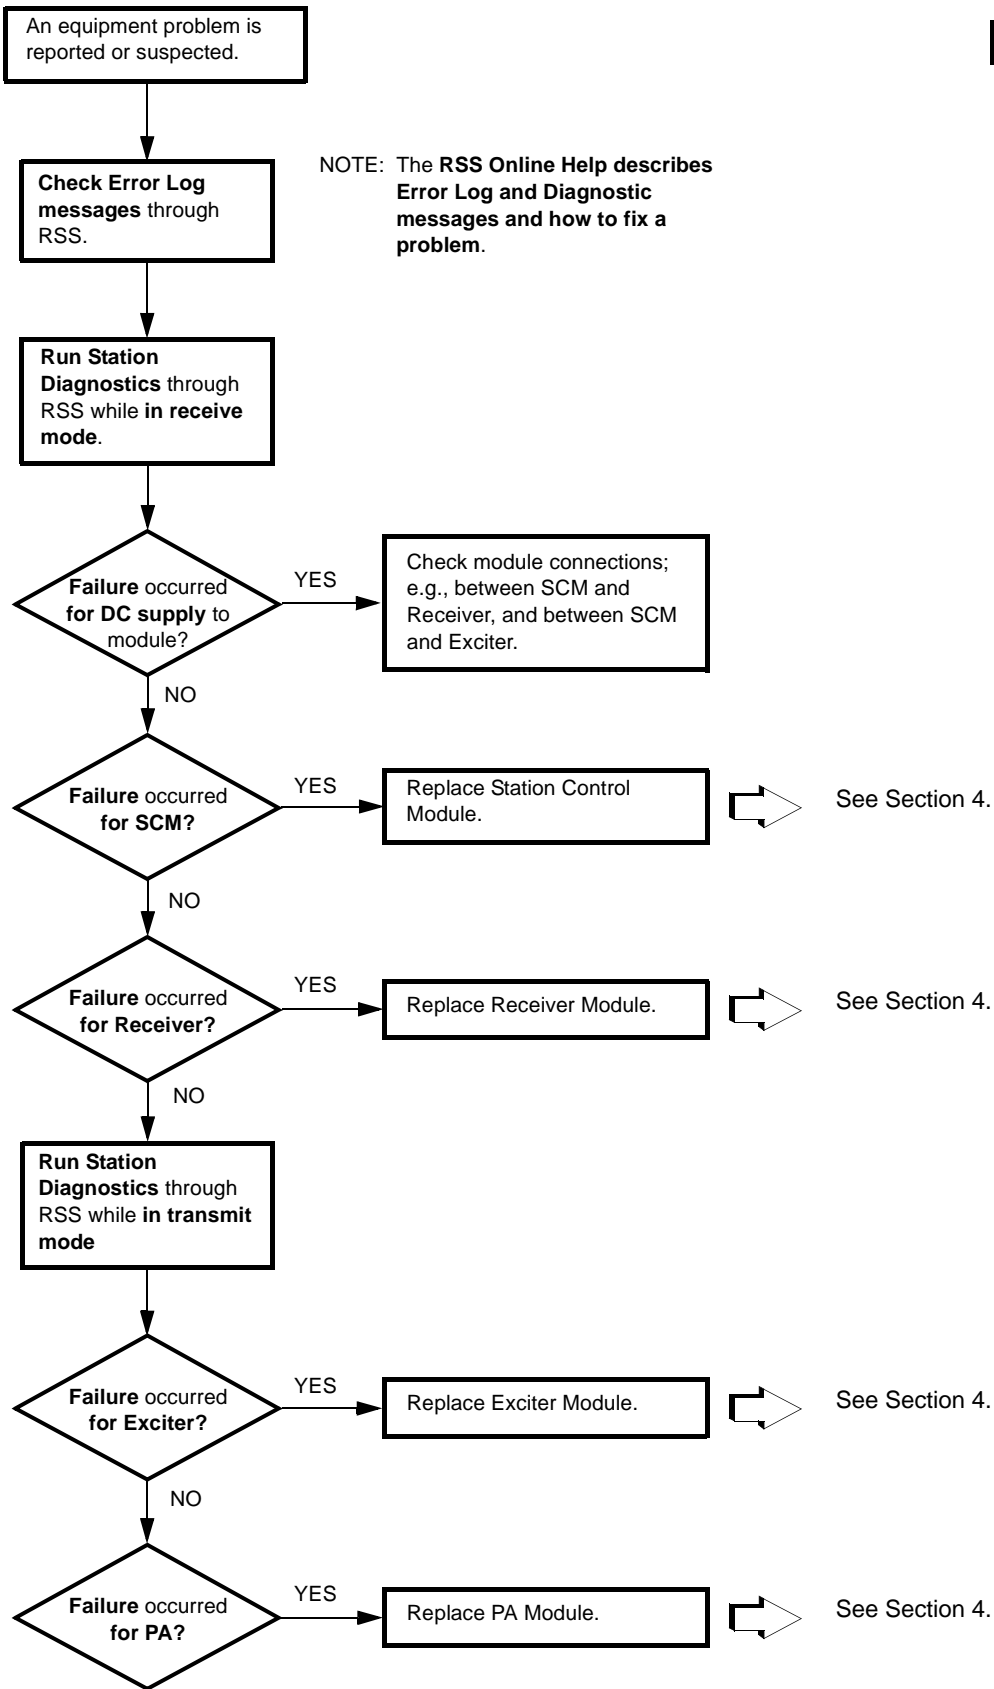 An equipment problem is
reported or suspected.
Check Error Log
messages through
RSS.
NOTE: The RSS Online Help describes
Error Log and Diagnostic
messages and how to fix a
problem.
Run Station
Diagnostics through
RSS while in receive
mode.
Failure occurred
for DC supply to
module?
YES
Check module connections;
e.g., between SCM and
Receiver, and between SCM
and Exciter.
NO
Failure occurred
for SCM?
YES
Replace Station Control
Module.
See Section 4.
NO
Failure occurred
for Receiver?
YES
Replace Receiver Module.
See Section 4.
NO
Run Station
Diagnostics through
RSS while in transmit
mode
Failure occurred
for Exciter?
YES
Replace Exciter Module.
See Section 4.
NO
Failure occurred
for PA?
YES
Replace PA Module.
See Section 4.